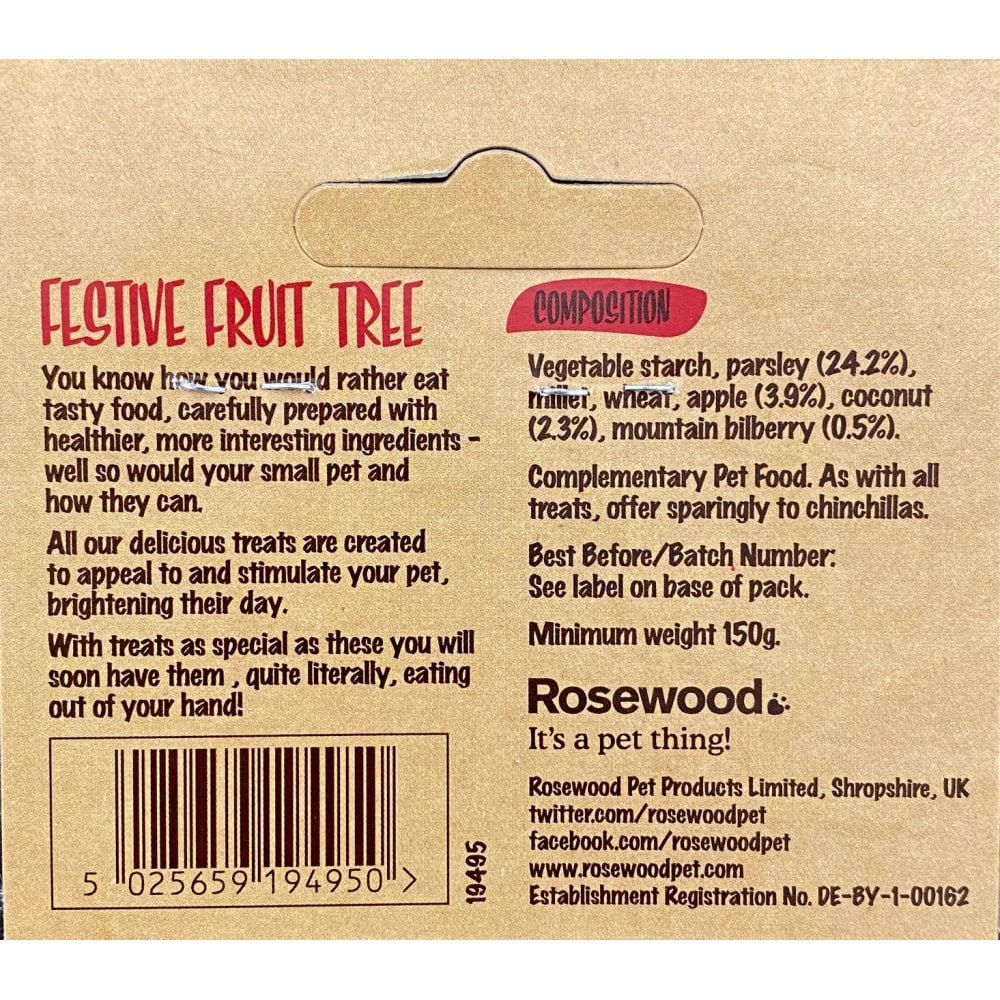 FESTIVE FRUIT TREE
You know how you would rather eat
tasty food, carefully prepared with
healthier, more interesting ingredients -
well so would your small pet and
how they can.
All our delicious treats are created
to appeal to and stimulate your pet,
brightening their day.
With treats as special as these you will
soon have them , quite literally, eating
out of your hand!
5 025659 194950 >
19495
COMPOSITION
Vegetable starch, parsley (24.2%),
millet, wheat, apple (3.9%), coconut
(2.3%), mountain bilberry (0.5%).
Complementary Pet Food. As with all
treats, offer sparingly to chinchillas.
Best Before/Batch Number:
See label on base of pack.
Minimum weight 150g.
Rosewood
It's a pet thing!
Rosewood Pet Products Limited, Shropshire, UK
twitter.com/rosewoodpet
facebook.com/rosewoodpet
www.rosewoodpet.com
Establishment Registration No. DE-BY-1-00162